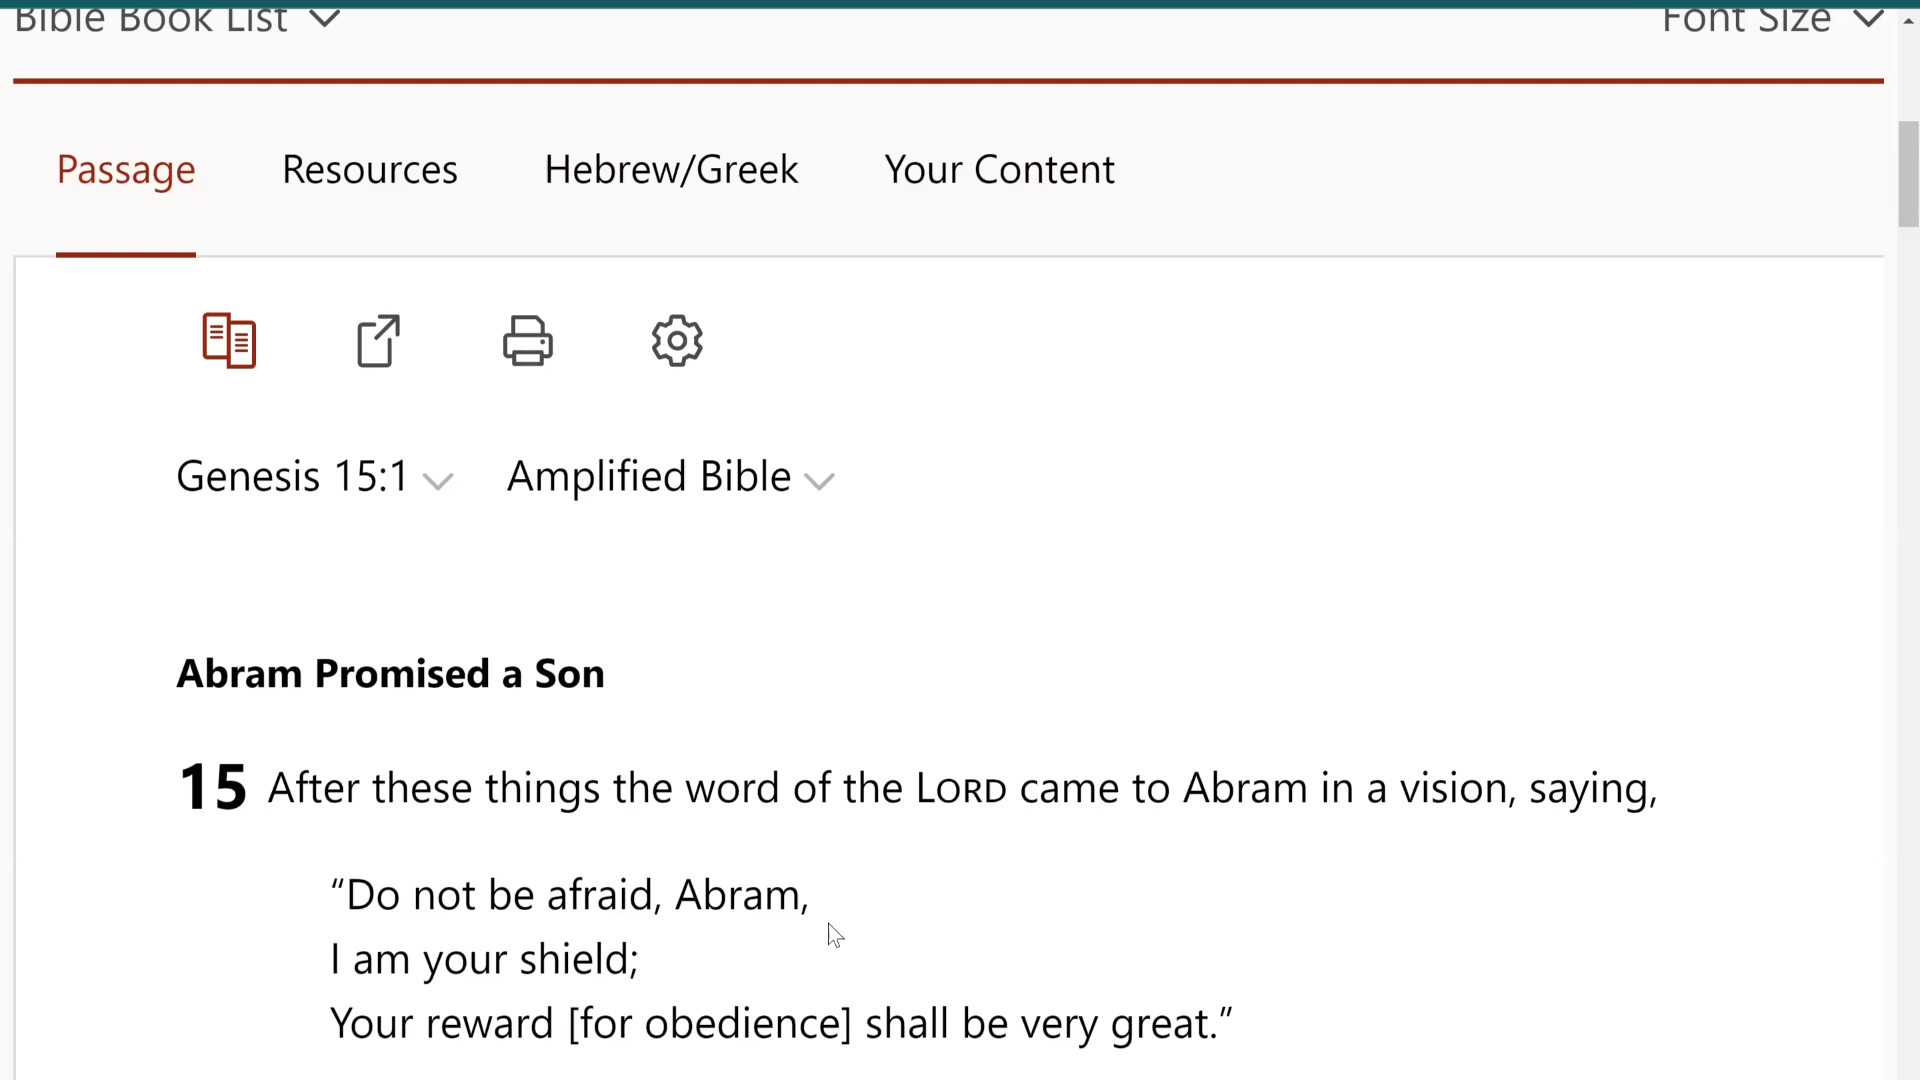 Bible Book List
Font Size
Passage Resources Hebrew/Greek Your Content
Genesis 15:1 Amplified Bible
Abram Promised a Son
15 After these things the word of the LORD came to Abram in a vision, saying,
“Do not be afraid, Abram,
I am your shield;
Your reward [for obedience] shall be very great.”